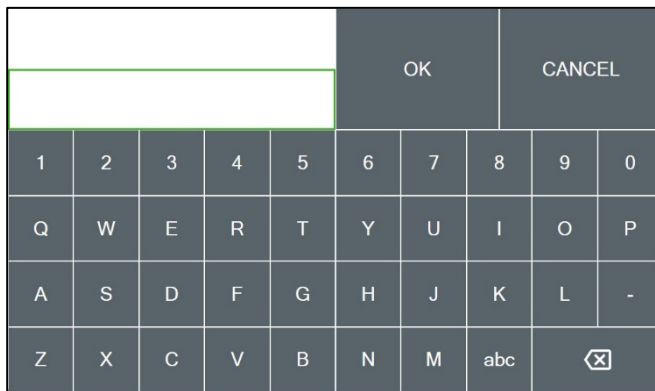 OK CANCEL
1 2 3 4 5 6 7 8 9 0
Q W E R T Y U I O P
A S D F G H J K L -
Z X C V B N M abc